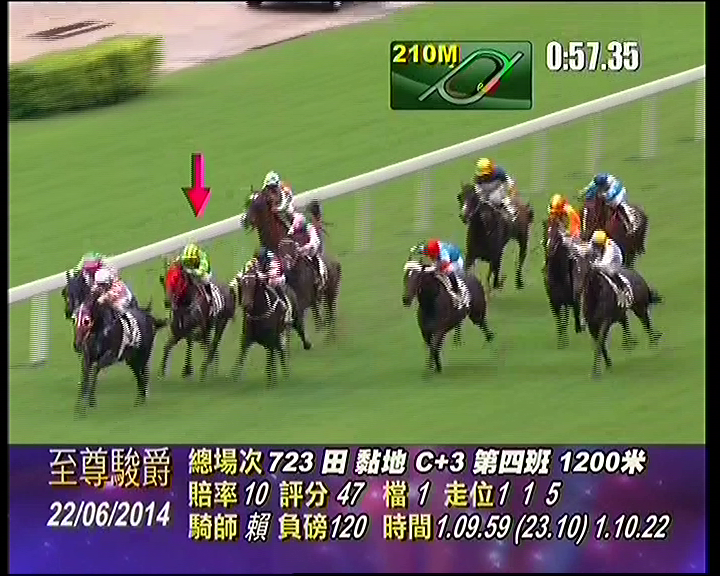 210M
0:57.35
至尊駿爵
22/06/2014
總場次 723 田 黏地 C+3 第四班 1200米
賠率 10 評分 47 檔 1 走位 1 1 5
騎師 賴 負磅 120 時間 1.09.59 (23.10) 1.10.22